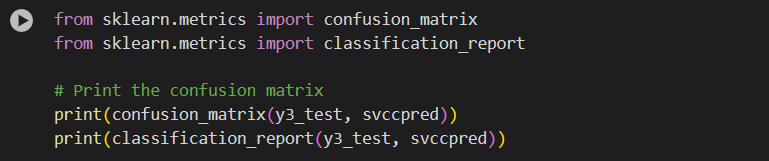 from sklearn.metrics import confusion_matrix
from sklearn.metrics import classification_report
# Print the confusion matrix
print(confusion_matrix(y3_test, svccpred))
print(classification_report(y3_test, svccpred))